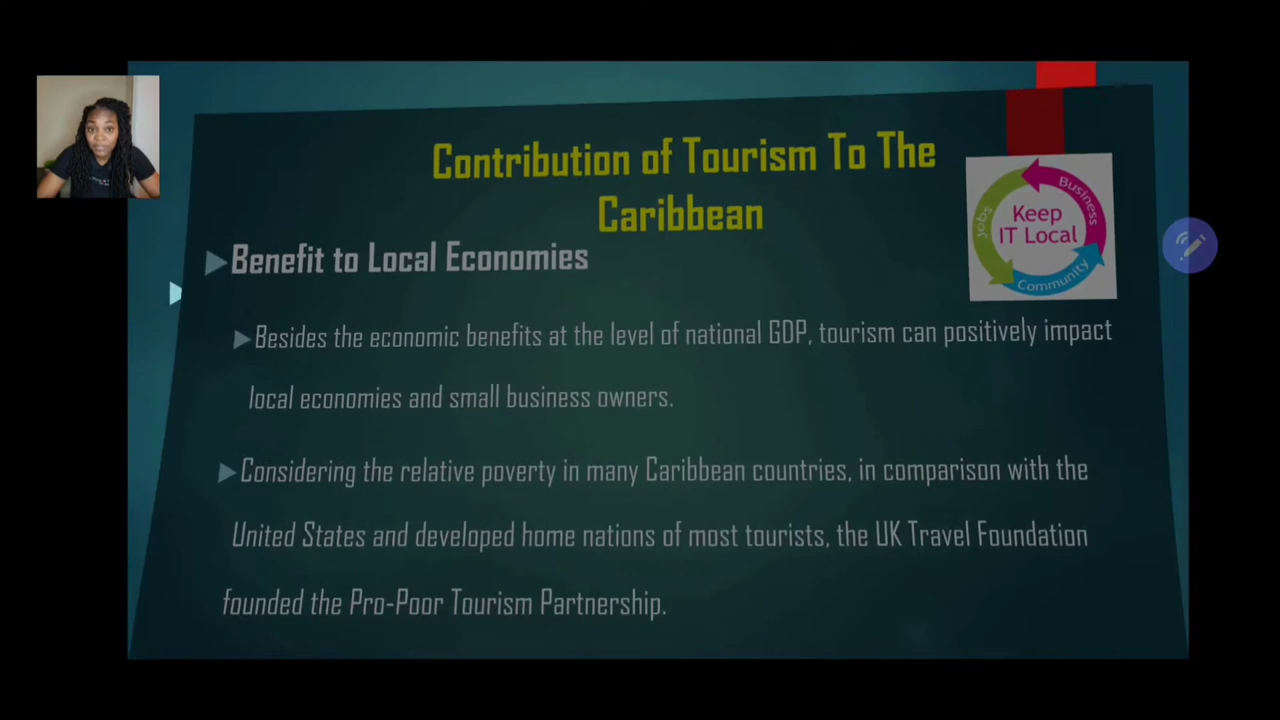 Contribution of Tourism To The
Caribbean
Benefit to Local Economies
Besides the economic benefits at the level of national GDP, tourism can positively impact
local economies and small business owners.
Considering the relative poverty in many Caribbean countries, in comparison with the
United States and developed home nations of most tourists, the UK Travel Foundation
founded the Pro-Poor Tourism Partnership.
Keep
IT Local
Business
Community
Jobs